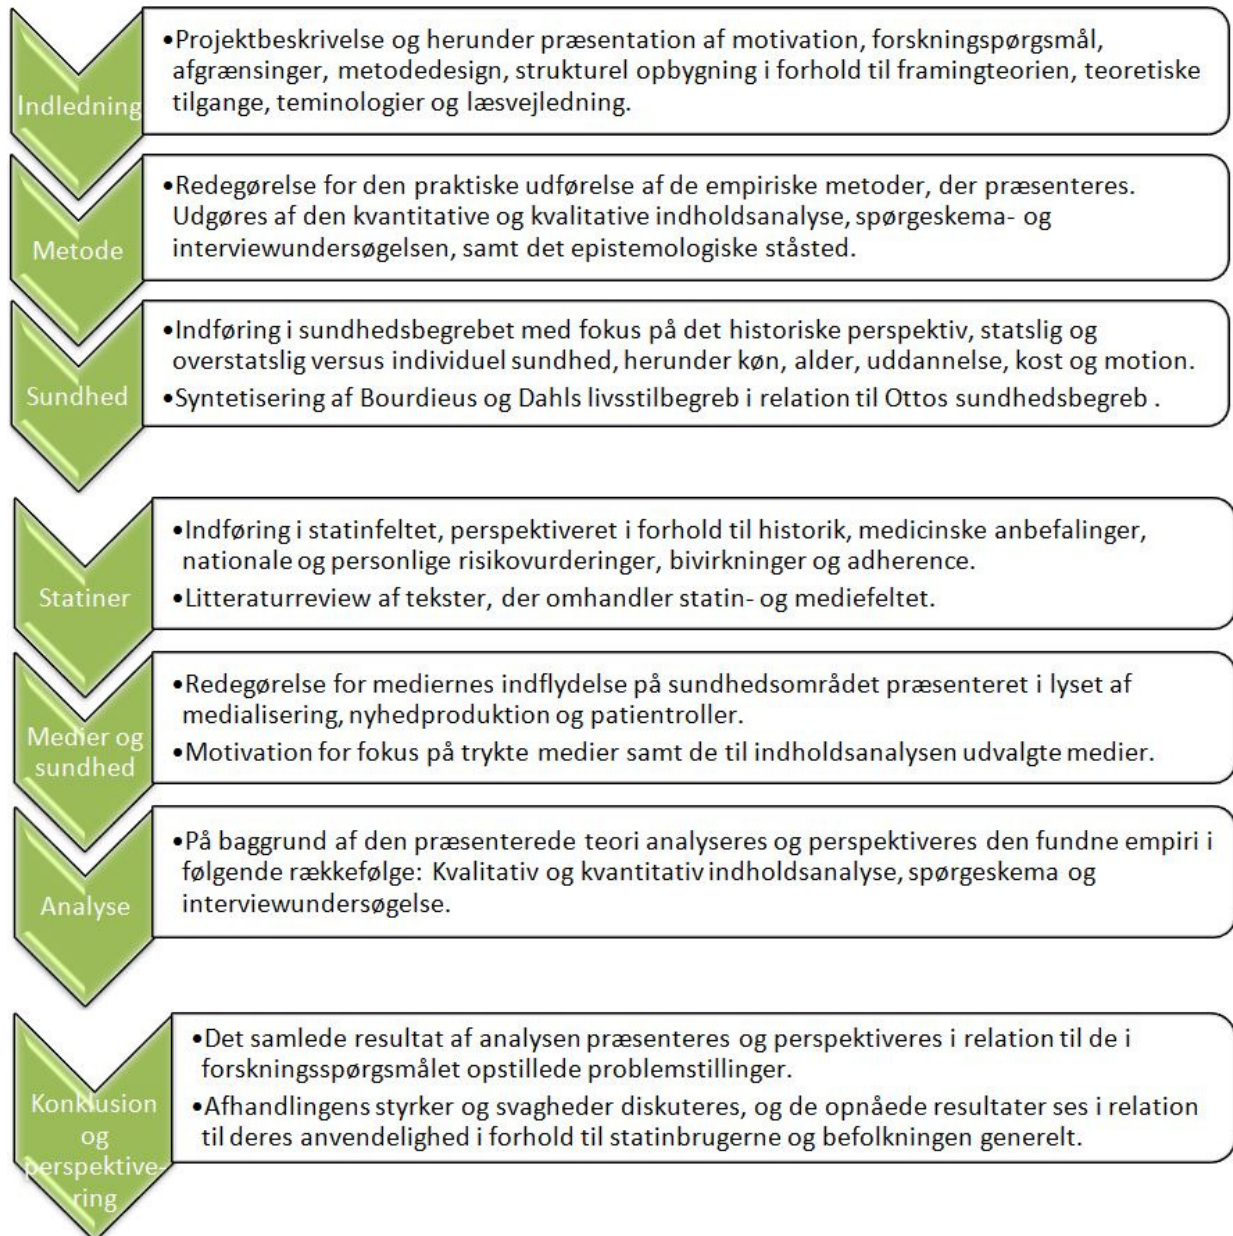 Indledning
•Projektbeskrivelse og herunder præsentation af motivation, forskningspørgsmål,
afgrænsinger, metodedesign, strukturel opbygning i forhold til framingteorien, teoretiske
tilgange, teminologier og læsvejledning.
Metode
•Redegørelse for den praktiske udførelse af de empiriske metoder, der præsenteres.
Udgøres af den kvantitative og kvalitative indholdsanalyse, spørgeskema- og
interviewundersøgelsen, samt det epistemologiske ståsted.
Sundhed
•Indføring i sundhedsbegrebet med fokus på det historiske perspektiv, statslig og
overstatslig versus individuel sundhed, herunder køn, alder, uddannelse, kost og motion.
•Syntetisering af Bourdieus og Dahls livsstilbegreb i relation til Ottos sundhedsbegreb .
Statiner
•Indføring i statinfeltet, perspektiveret i forhold til historik, medicinske anbefalinger,
nationale og personlige risikovurderinger, bivirkninger og adherence.
•Litteraturreview af tekster, der omhandler statin- og mediefeltet.
Medier og
sundhed
•Redegørelse for mediernes indflydelse på sundhedsområdet præsenteret i lyset af
medialisering, nyhedproduktion og patientroller.
•Motivation for fokus på trykte medier samt de til indholdsanalysen udvalgte medier.
Analyse
•På baggrund af den præsenterede teori analyseres og perspektiveres den fundne empiri i
følgende rækkefølge: Kvalitativ og kvantitativ indholdsanalyse, spørgeskema og
interviewundersøgelse.
Konklusion
og
perspektive-
ring
•Det samlede resultat af analysen præsenteres og perspektiveres i relation til de i
forskningsspørgsmålet opstillede problemstillinger.
•Afhandlingens styrker og svagheder diskuteres, og de opnåede resultater ses i relation
til deres anvendelighed i forhold til statinbrugerne og befolkningen generelt.